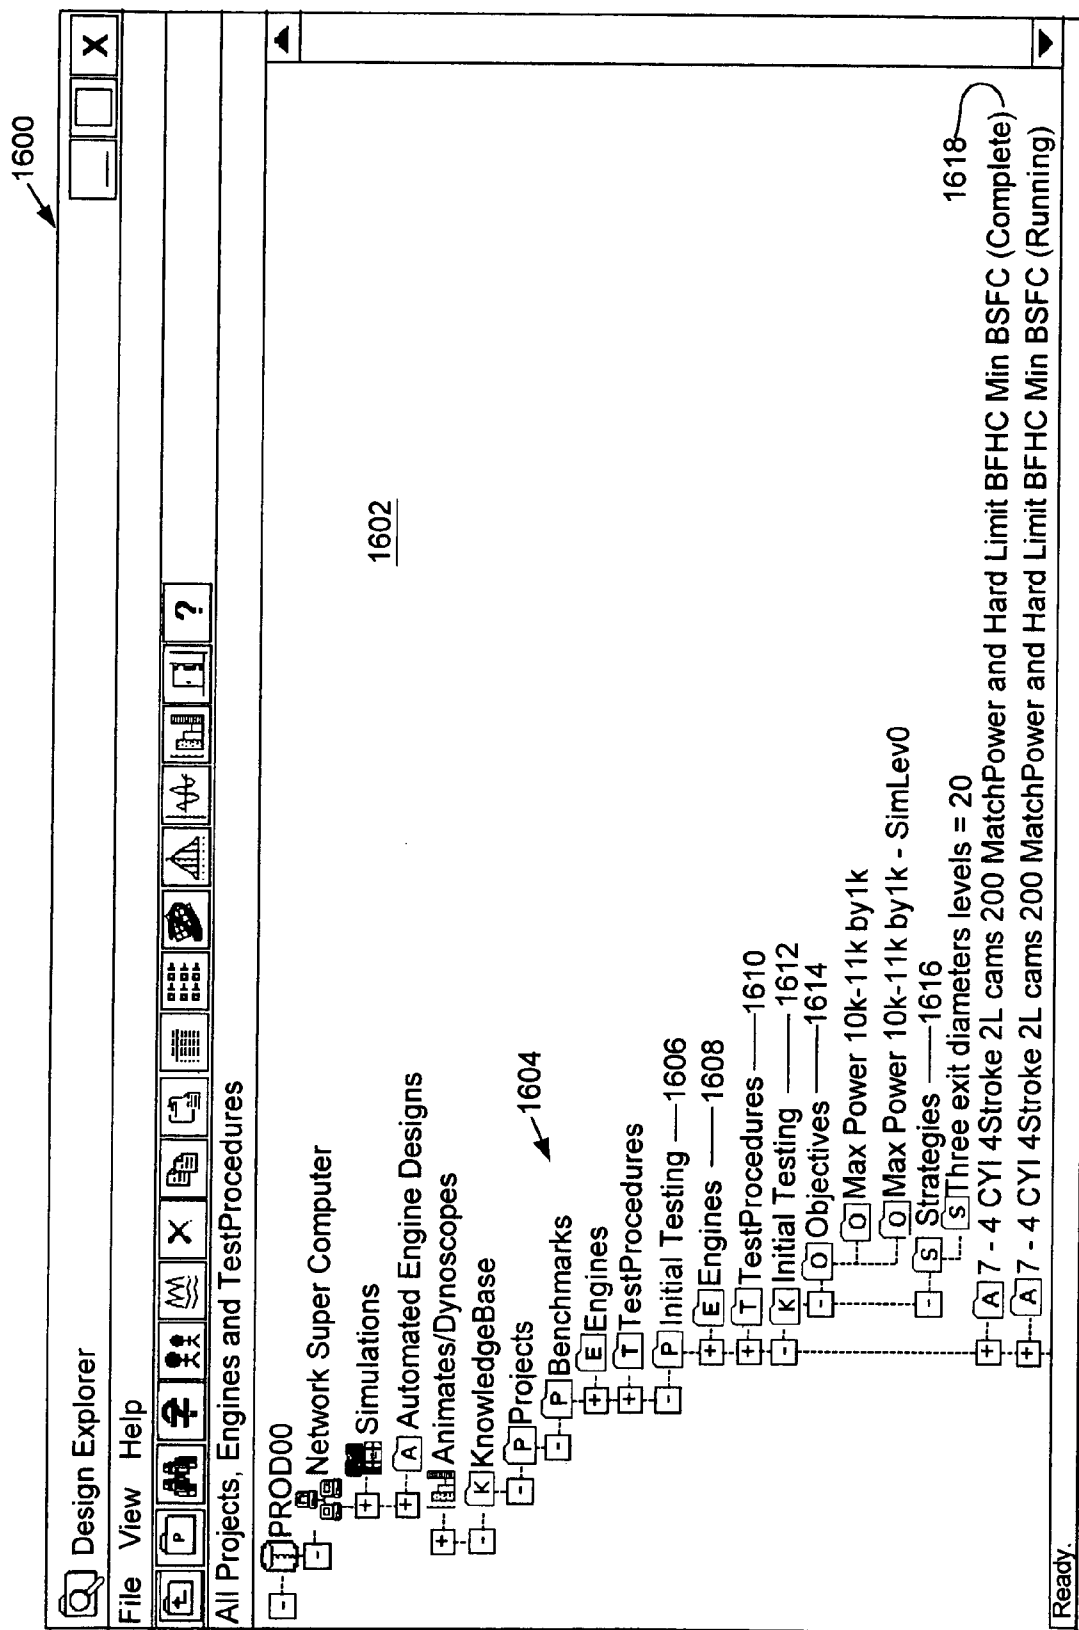 1600
Design Explorer
X
File View Help
P
?
All Projects, Engines and TestProcedures
PROD00
Network Super Computer
Simulations
A Automated Engine Designs
Animates/Dynoscopes
K KnowledgeBase
P Projects
P Benchmarks
E Engines
T TestProcedures
P Initial Testing 1606
E Engines 1608
T TestProcedures 1610
K Initial Testing 1612
O Objectives 1614
O Max Power 10k-11k by1k
O Max Power 10k-11k by1k - SimLev0
S Strategies 1616
S Three exit diameters levels = 20
A 7 - 4 CYI 4Stroke 2L cams 200 MatchPower and Hard Limit BFHC Min BSFC (Complete)
A 7 - 4 CYI 4Stroke 2L cams 200 MatchPower and Hard Limit BFHC Min BSFC (Running)
1602
1604
1618
Ready.